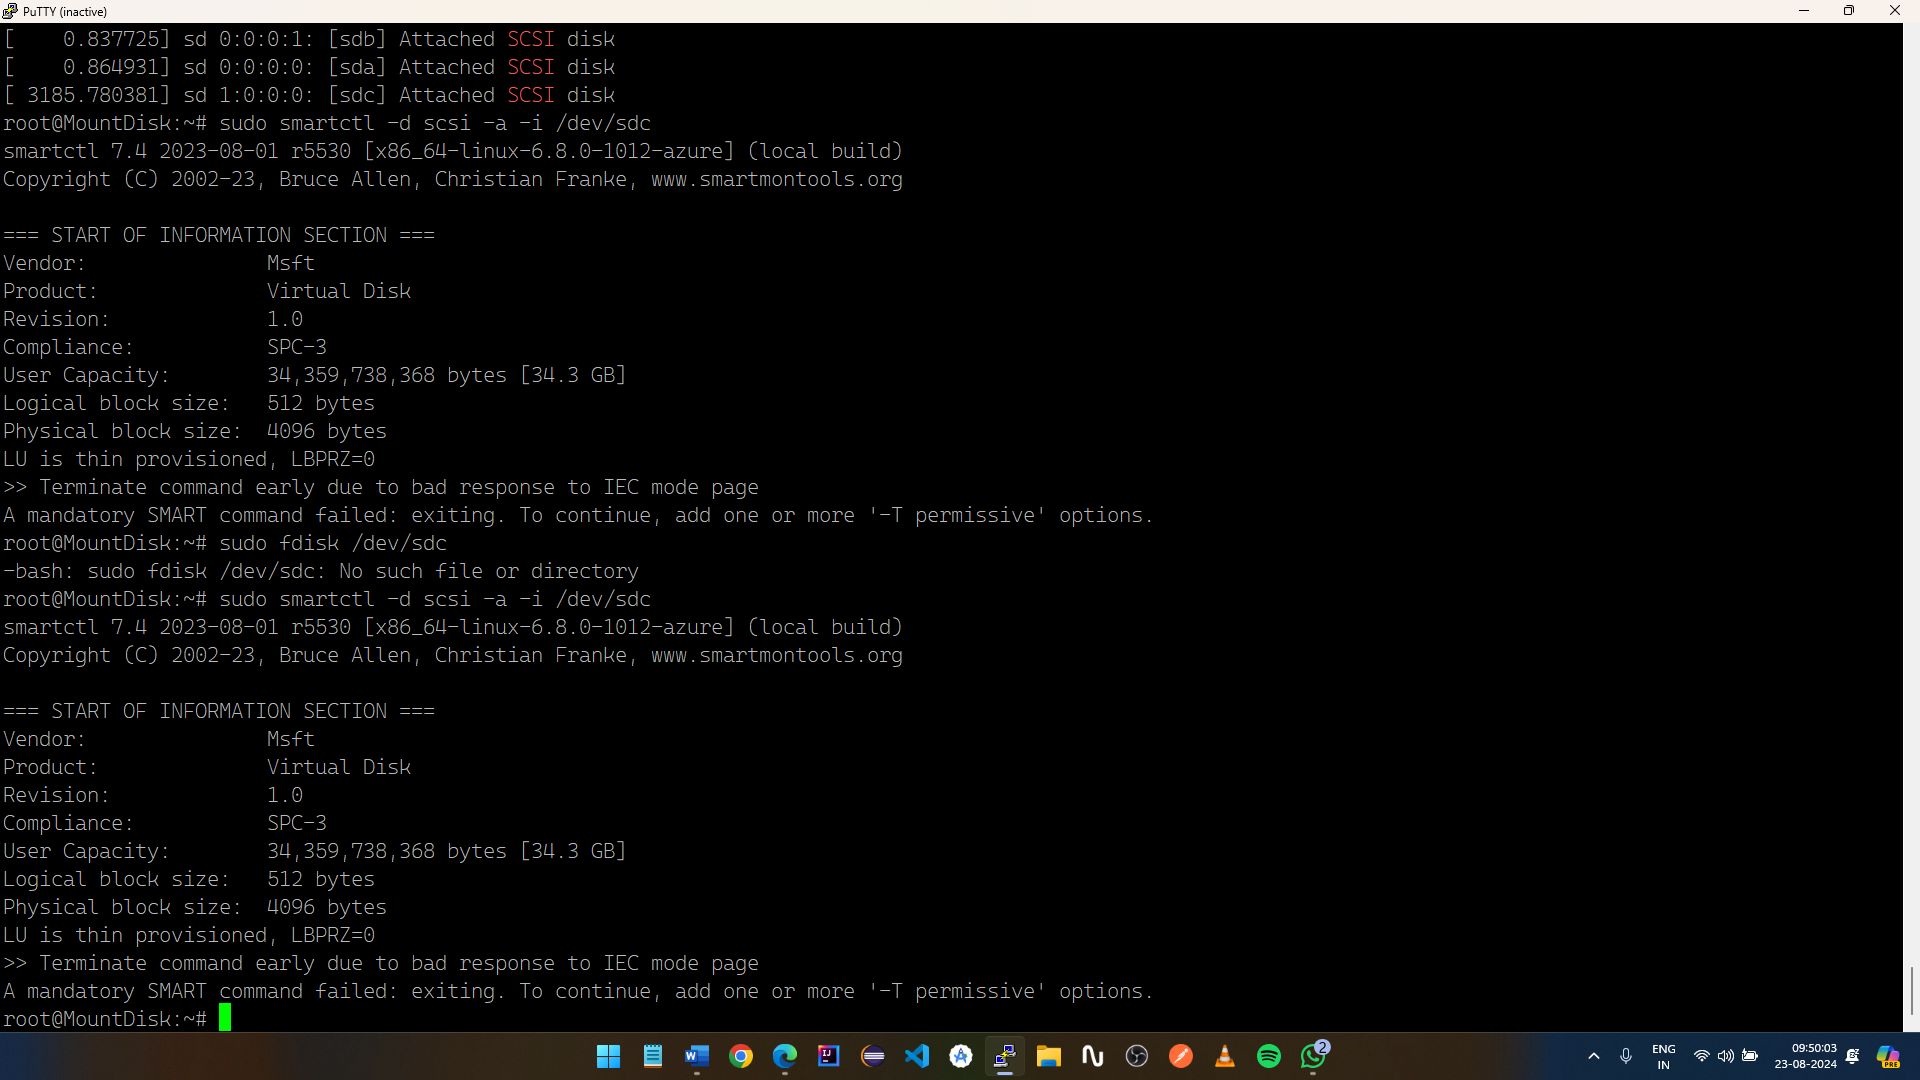 PuTTY (inactive)
[    0.837725] sd 0:0:0:1: [sdb] Attached SCSI disk
[    0.864931] sd 0:0:0:0: [sda] Attached SCSI disk
[ 3185.780381] sd 1:0:0:0: [sdc] Attached SCSI disk
root@MountDisk:~# sudo smartctl -d scsi -a -i /dev/sdc
smartctl 7.4 2023-08-01 r5530 [x86_64-linux-6.8.0-1012-azure] (local build)
Copyright (C) 2002-23, Bruce Allen, Christian Franke, www.smartmontools.org

=== START OF INFORMATION SECTION ===
Vendor:               Msft
Product:              Virtual Disk
Revision:             1.0
Compliance:           SPC-3
User Capacity:        34,359,738,368 bytes [34.3 GB]
Logical block size:   512 bytes
Physical block size:  4096 bytes
LU is thin provisioned, LBPRZ=0
>> Terminate command early due to bad response to IEC mode page
A mandatory SMART command failed: exiting. To continue, add one or more '-T permissive' options.
root@MountDisk:~# sudo fdisk /dev/sdc
-bash: sudo fdisk /dev/sdc: No such file or directory
root@MountDisk:~# sudo smartctl -d scsi -a -i /dev/sdc
smartctl 7.4 2023-08-01 r5530 [x86_64-linux-6.8.0-1012-azure] (local build)
Copyright (C) 2002-23, Bruce Allen, Christian Franke, www.smartmontools.org

=== START OF INFORMATION SECTION ===
Vendor:               Msft
Product:              Virtual Disk
Revision:             1.0
Compliance:           SPC-3
User Capacity:        34,359,738,368 bytes [34.3 GB]
Logical block size:   512 bytes
Physical block size:  4096 bytes
LU is thin provisioned, LBPRZ=0
>> Terminate command early due to bad response to IEC mode page
A mandatory SMART command failed: exiting. To continue, add one or more '-T permissive' options.
root@MountDisk:~#
2
ENG
IN
09:50:03
23-08-2024
PRE